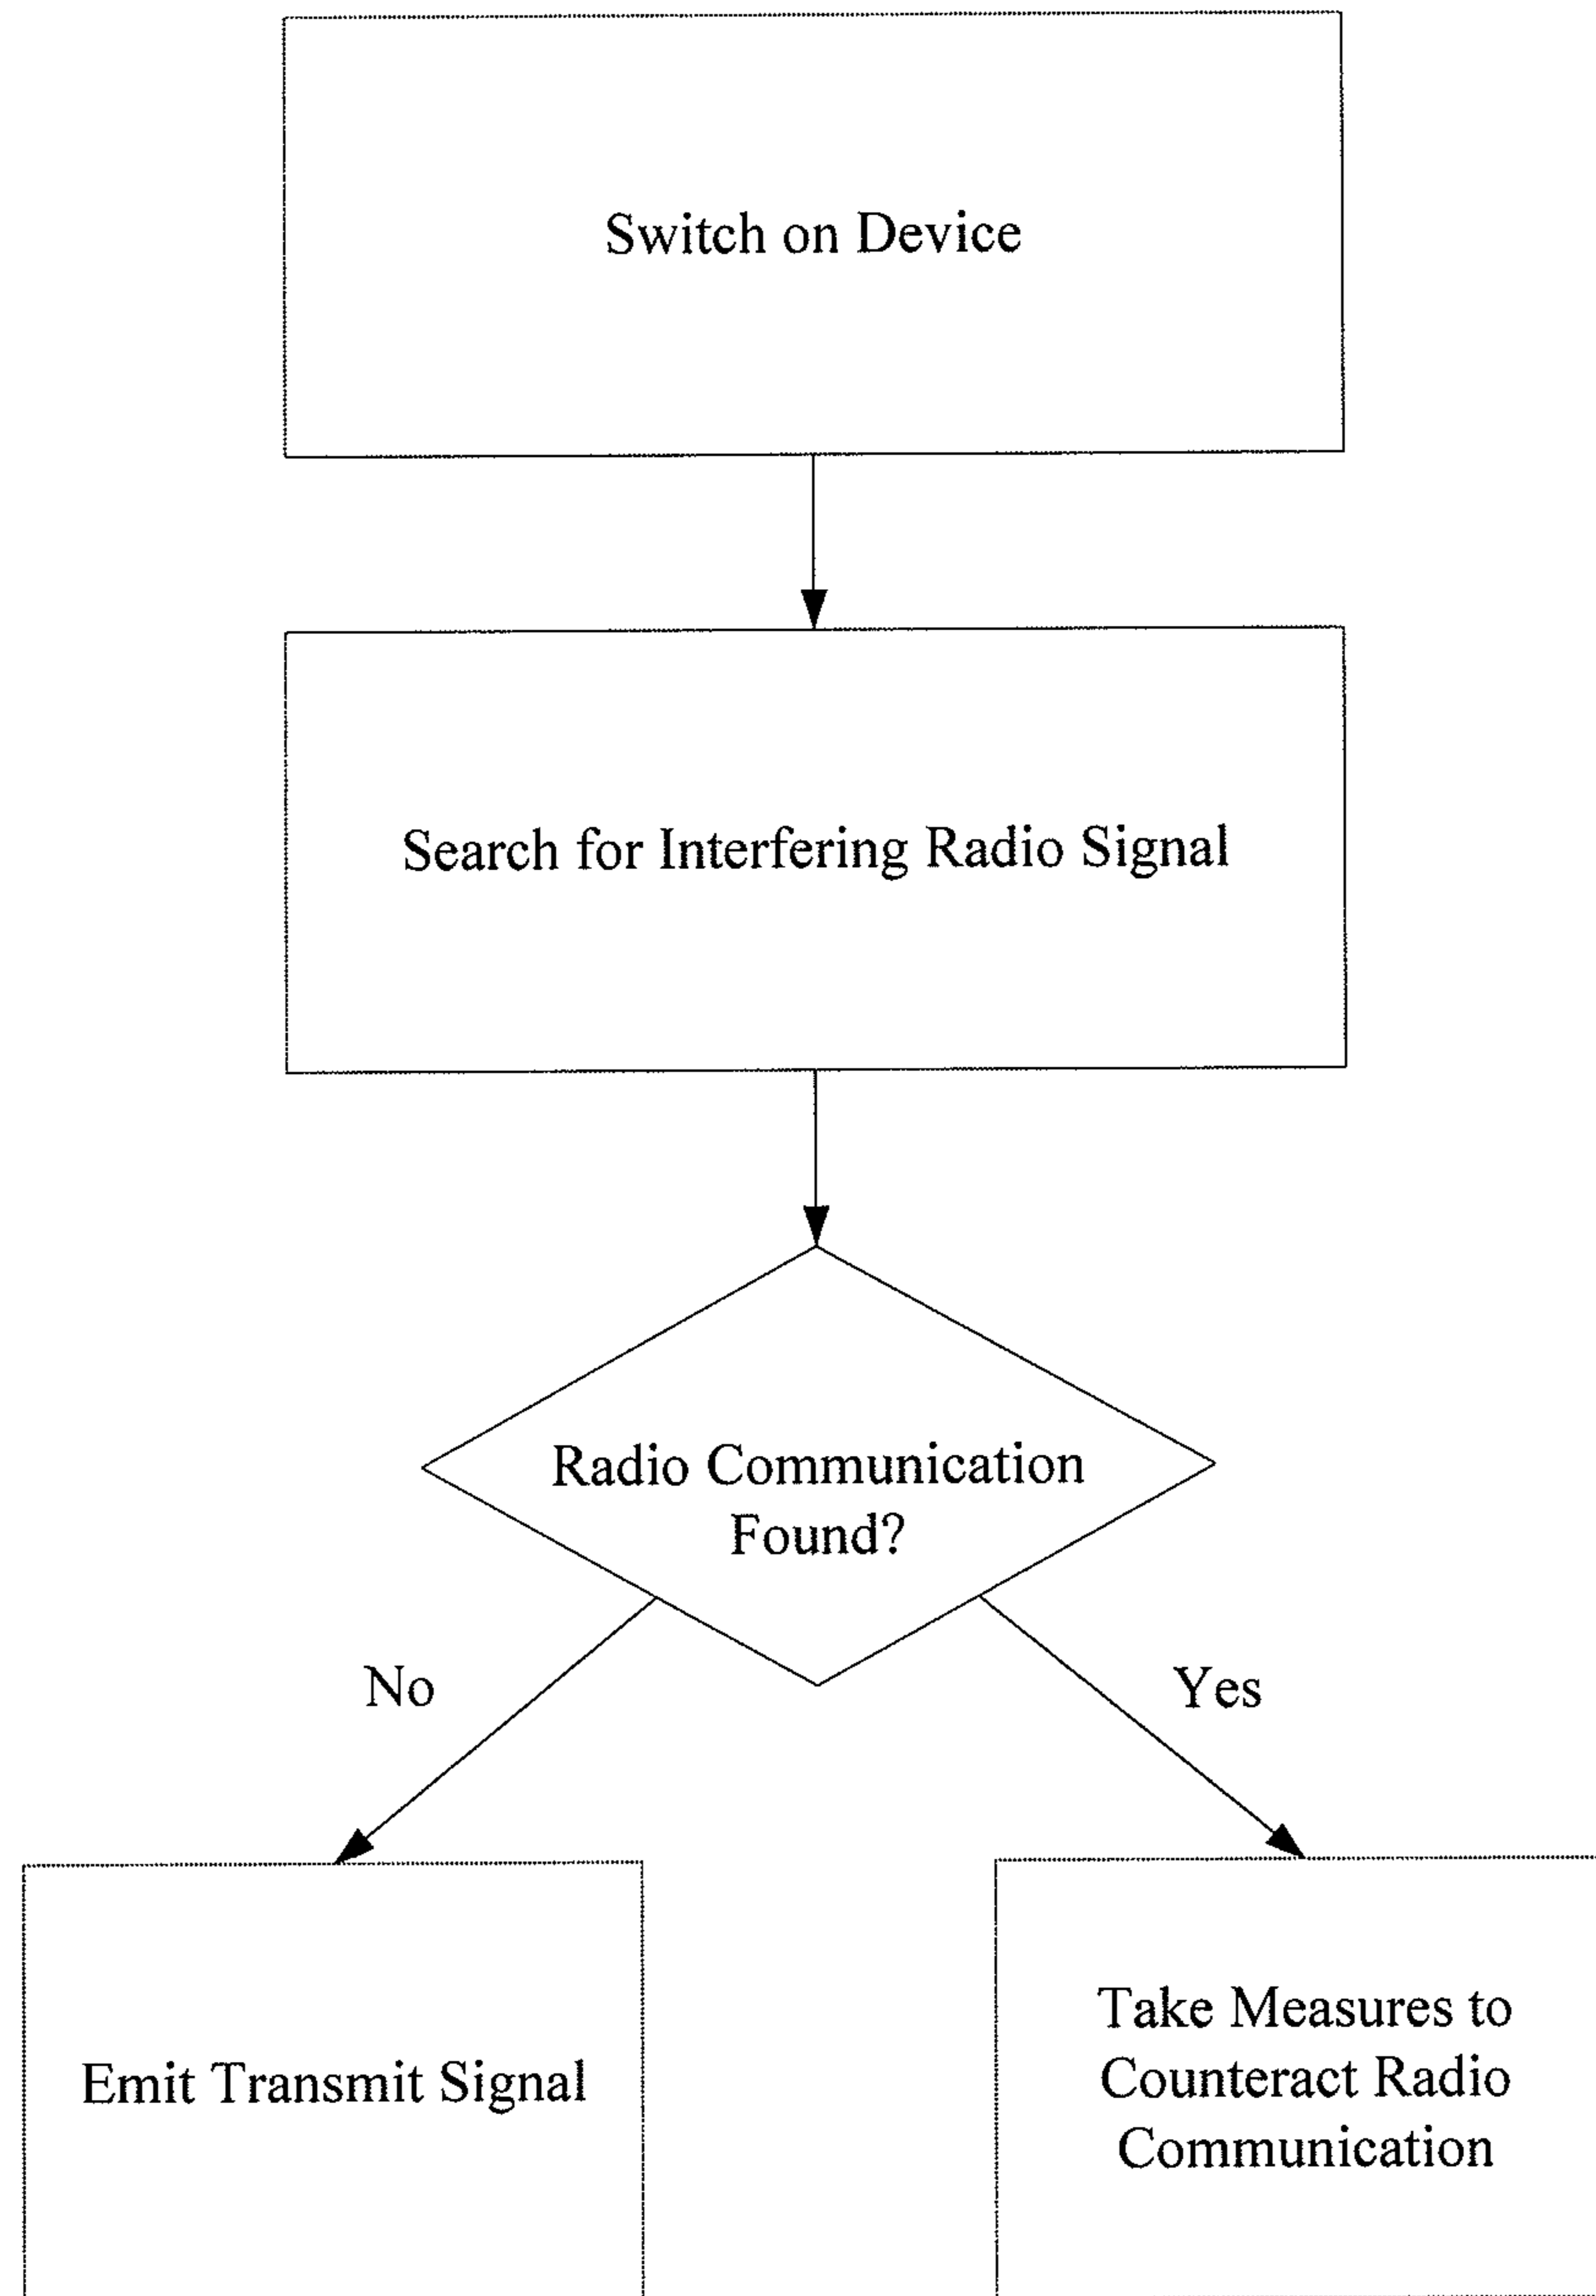 Switch on Device
Search for Interfering Radio Signal
Radio Communication
Found?
No
Yes
Emit Transmit Signal
Take Measures to
Counteract Radio
Communication